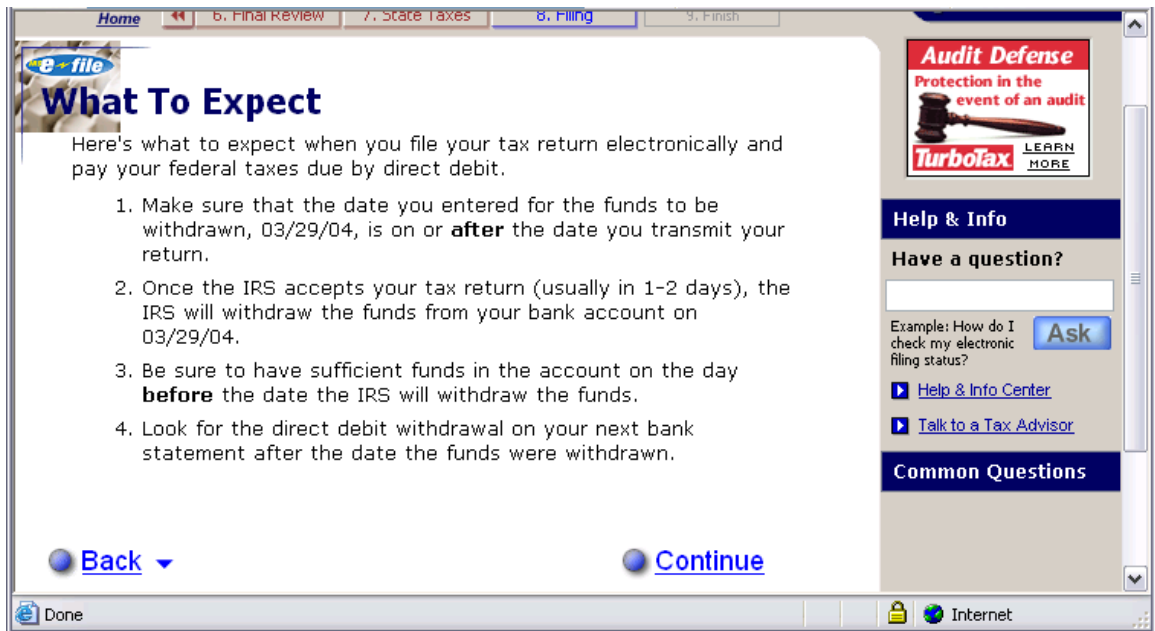 Home
6. Final Review
7. State Taxes
8. Filing
9. Finish
e-file
What To Expect
Here's what to expect when you file your tax return electronically and
pay your federal taxes due by direct debit.
1. Make sure that the date you entered for the funds to be
withdrawn, 03/29/04, is on or after the date you transmit your
return.
2. Once the IRS accepts your tax return (usually in 1-2 days), the
IRS will withdraw the funds from your bank account on
03/29/04.
3. Be sure to have sufficient funds in the account on the day
before the date the IRS will withdraw the funds.
4. Look for the direct debit withdrawal on your next bank
statement after the date the funds were withdrawn.
Back
Continue
Audit Defense
Protection in the
event of an audit
TurboTax
LEARN
MORE
Help & Info
Have a question?
Example: How do I
check my electronic
filing status?
Ask
Help & Info Center
Talk to a Tax Advisor
Common Questions
Done
Internet